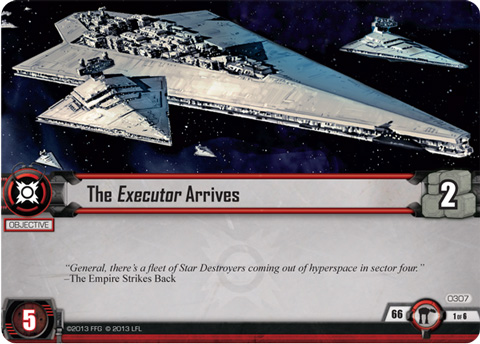 The Executor Arrives
2
OBJECTIVE
“General, there’s a fleet of Star Destroyers coming out of hyperspace in sector four.”
–The Empire Strikes Back
0307
5
66
1 of 6
©2013 FFG © 2013 LFL